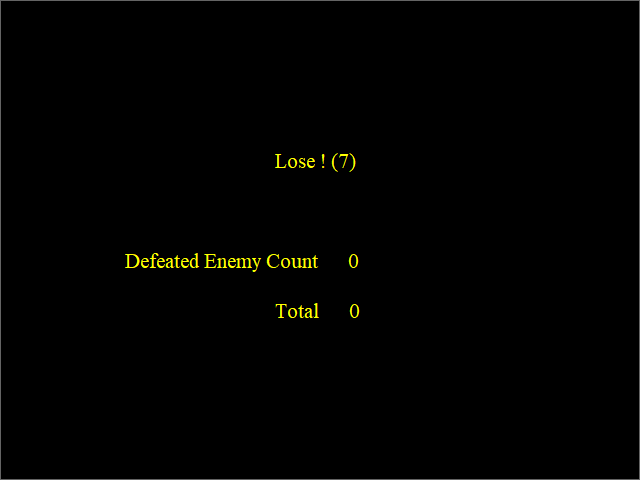 Lose ! (7)
Defeated Enemy Count 0
Total 0